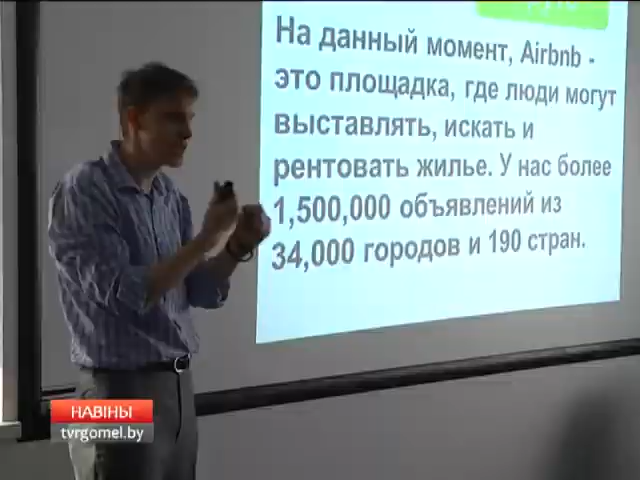 На данный момент, Airbnb -
это площадка, где люди могут
выставлять, искать и
рентовать жилье. У нас более
1,500,000 объявлений из
34,000 городов и 190 стран.
НАВІНЫ
tvrgomel.by